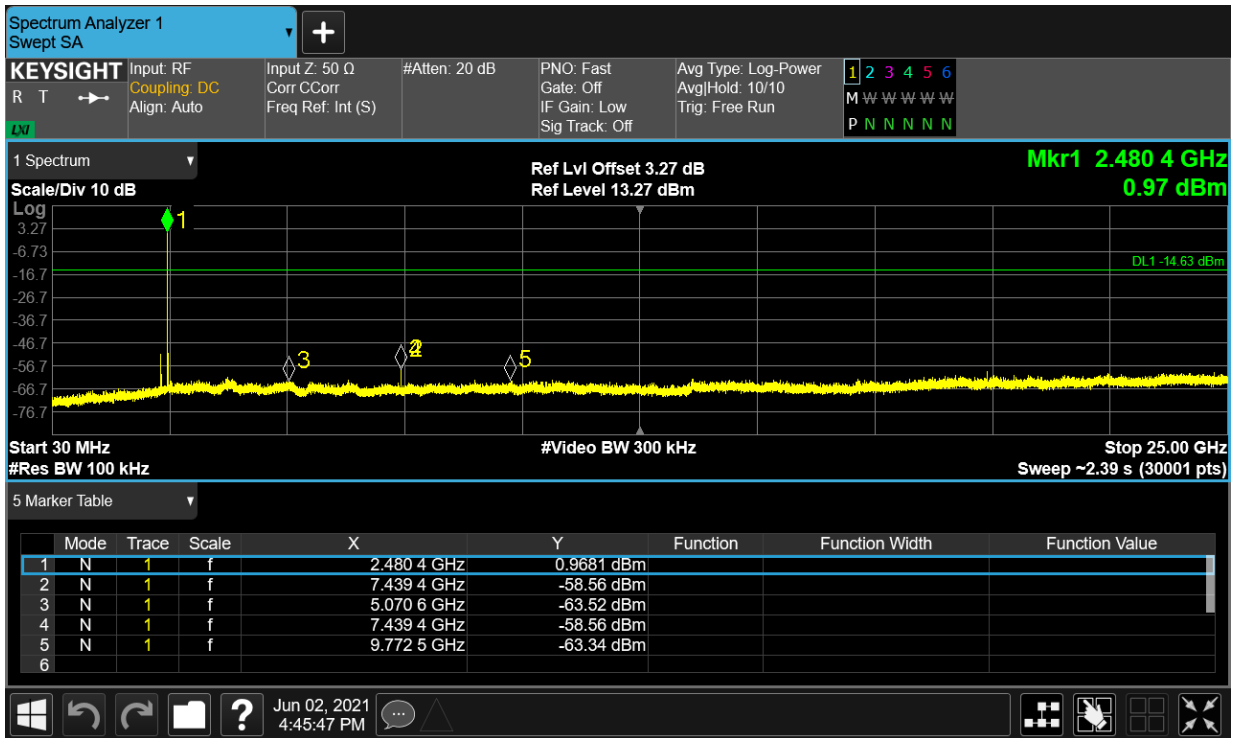 Spectrum Analyzer 1
Swept SA
KEYSIGHT
R T
LXI
Input: RF
Coupling: DC
Align: Auto
Input Z: 50 Ω
Corr CCorr
Freq Ref: Int (S)
#Atten: 20 dB
PNO: Fast
Gate: Off
IF Gain: Low
Sig Track: Off
Avg Type: Log-Power
Avg|Hold: 10/10
Trig: Free Run
1 2 3 4 5 6
M W W W W W
P N N N N N
1 Spectrum
Ref Lvl Offset 3.27 dB
Mkr1 2.480 4 GHz
Scale/Div 10 dB
Ref Level 13.27 dBm
0.97 dBm
Log
1
3.27
-6.73
DL1 -14.63 dBm
-16.7
-26.7
-36.7
-46.7
3
5
-56.7
-66.7
-76.7
Start 30 MHz
#Video BW 300 kHz
Stop 25.00 GHz
#Res BW 100 kHz
Sweep ~2.39 s (30001 pts)
5 Marker Table
Mode Trace Scale X Y Function Function Width Function Value
1 N 1 f 2.480 4 GHz 0.9681 dBm
2 N 1 f 7.439 4 GHz -58.56 dBm
3 N 1 f 5.070 6 GHz -63.52 dBm
4 N 1 f 7.439 4 GHz -58.56 dBm
5 N 1 f 9.772 5 GHz -63.34 dBm
6
?
Jun 02, 2021
4:45:47 PM